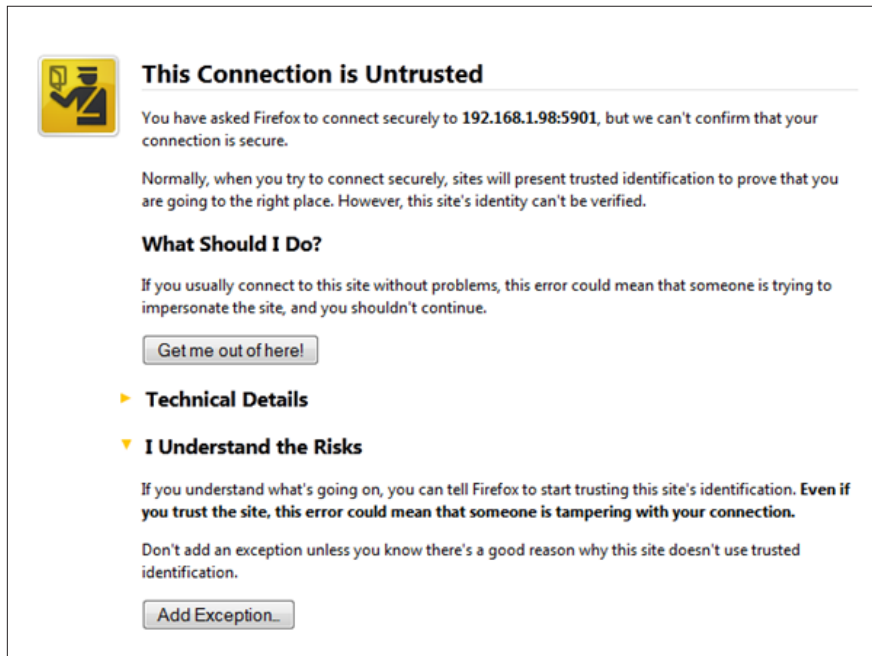 This Connection is Untrusted
You have asked Firefox to connect securely to 192.168.1.98:5901, but we can't confirm that your
connection is secure.
Normally, when you try to connect securely, sites will present trusted identification to prove that you
are going to the right place. However, this site's identity can't be verified.
What Should I Do?
If you usually connect to this site without problems, this error could mean that someone is trying to
impersonate the site, and you shouldn't continue.
Get me out of here!
Technical Details
I Understand the Risks
If you understand what's going on, you can tell Firefox to start trusting this site's identification. Even if
you trust the site, this error could mean that someone is tampering with your connection.
Don't add an exception unless you know there's a good reason why this site doesn't use trusted
identification.
Add Exception...